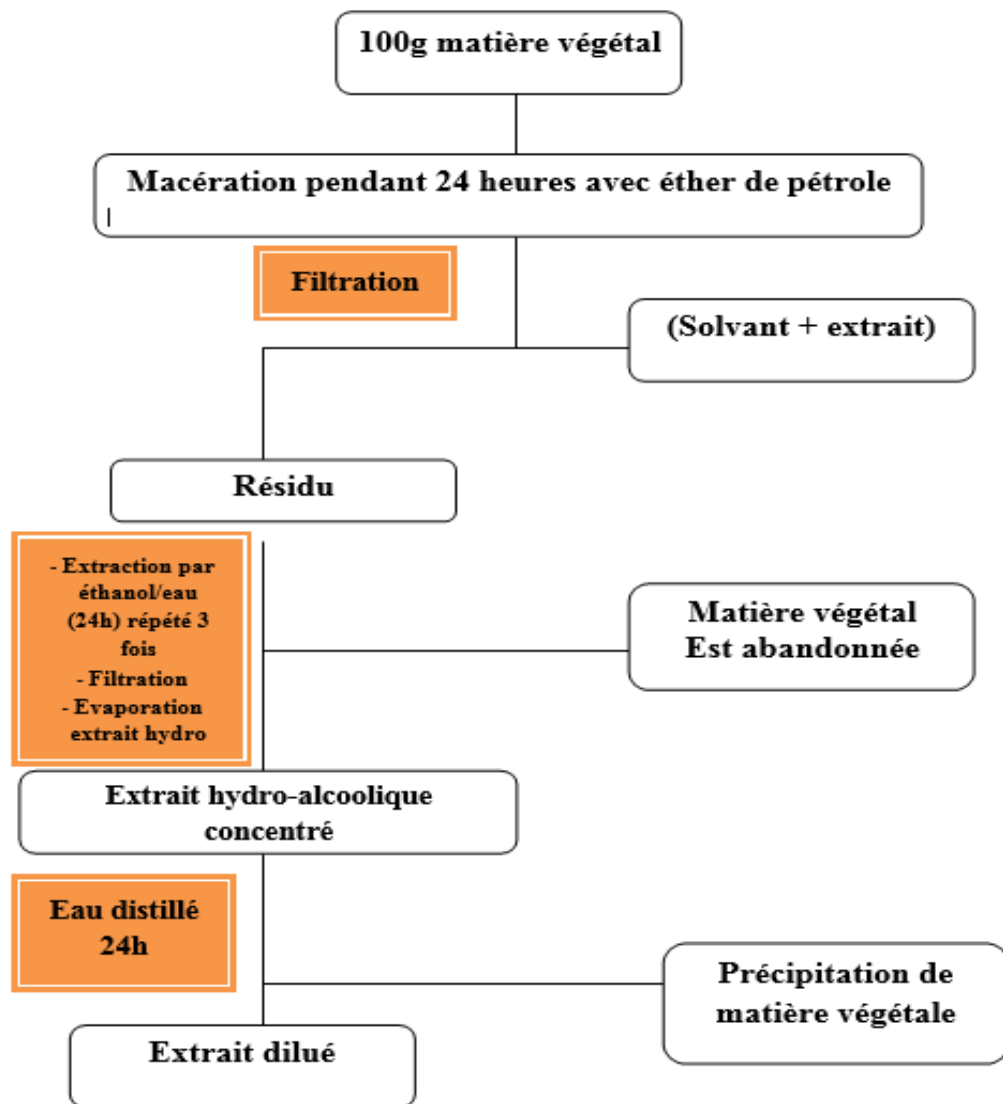 100g matière végétal
Macération pendant 24 heures avec éther de pétrole
Filtration
(Solvant + extrait)
Résidu
- Extraction par
éthanol/eau
(24h) répété 3
fois
- Filtration
- Evaporation
extrait hydro
Matière végétal
Est abandonnée
Extrait hydro-alcoolique
concentré
Eau distillé
24h
Précipitation de
matière végétale
Extrait dilué